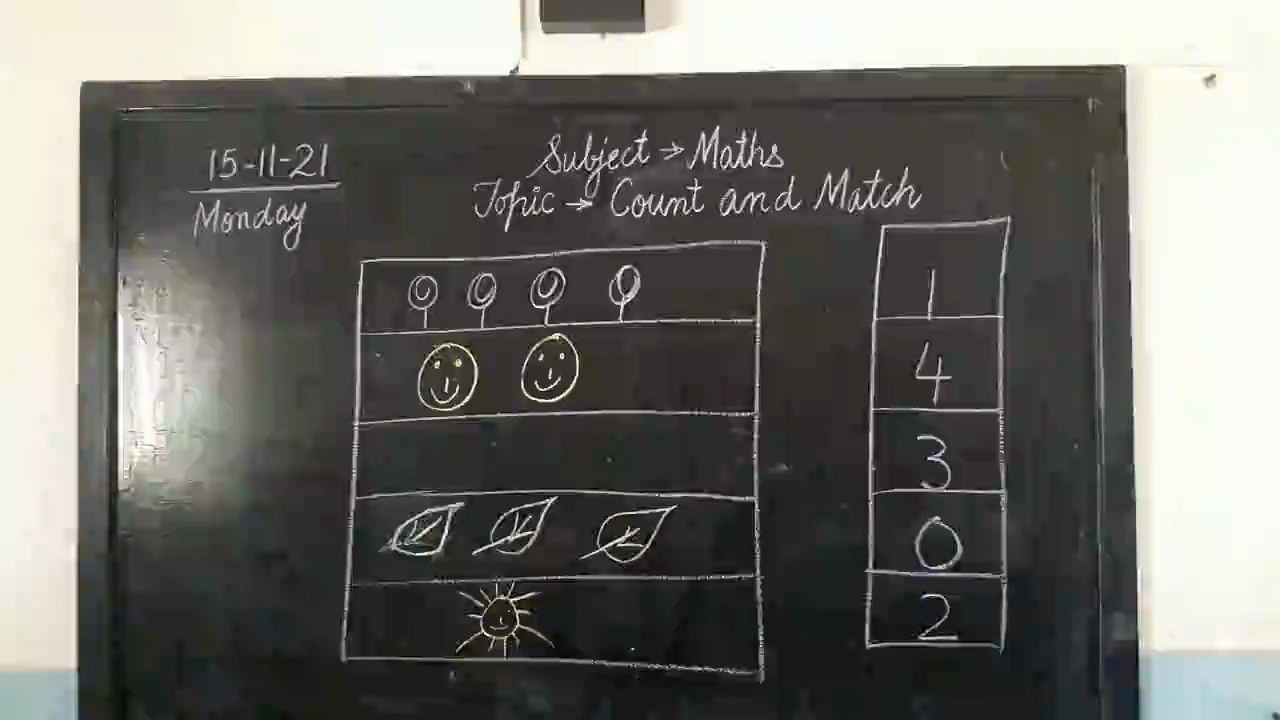 15-11-21
Monday
Subject → Maths
Topic → Count and Match
1
4
3
0
2